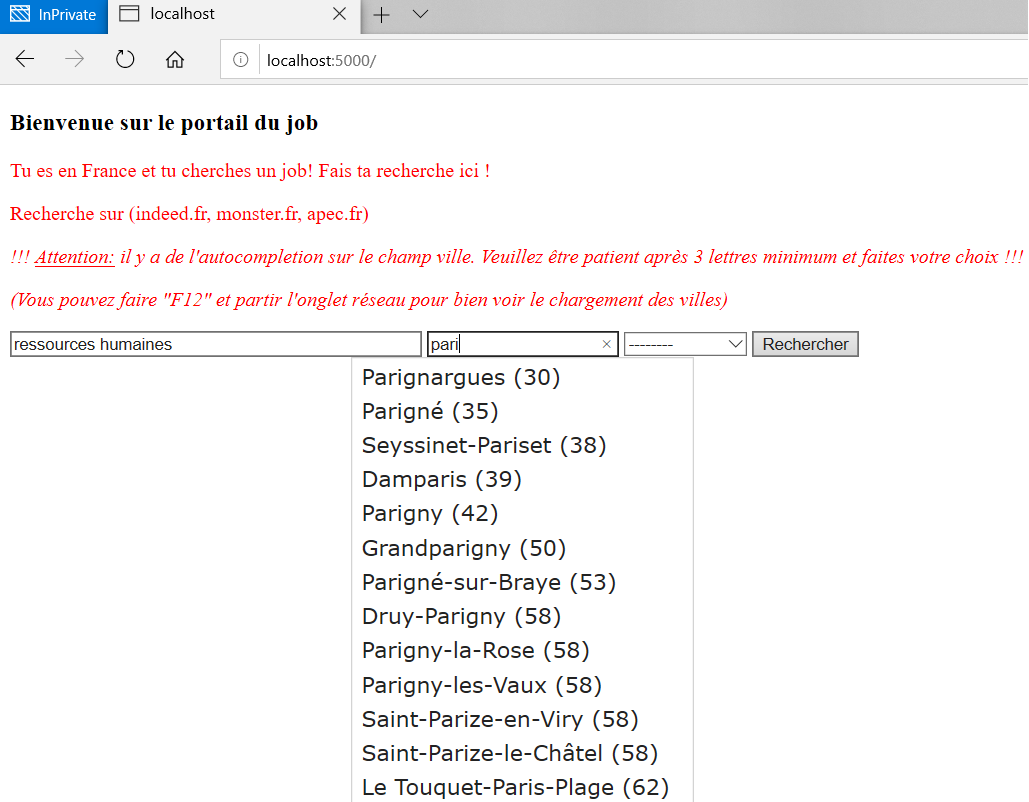 InPrivate
localhost
localhost:5000/
Bienvenue sur le portail du job
Tu es en France et tu cherches un job! Fais ta recherche ici !
Recherche sur (indeed.fr, monster.fr, apec.fr)
!!! Attention: il y a de l'autocompletion sur le champ ville. Veuillez être patient après 3 lettres minimum et faites votre choix !!!
(Vous pouvez faire "F12" et partir l'onglet réseau pour bien voir le chargement des villes)
ressources humaines pari -------- Rechercher
Parignargues (30)
Parigné (35)
Seyssinet-Pariset (38)
Damparis (39)
Parigny (42)
Grandparigny (50)
Parigné-sur-Braye (53)
Druy-Parigny (58)
Parigny-la-Rose (58)
Parigny-les-Vaux (58)
Saint-Parize-en-Viry (58)
Saint-Parize-le-Châtel (58)
Le Touquet-Paris-Plage (62)